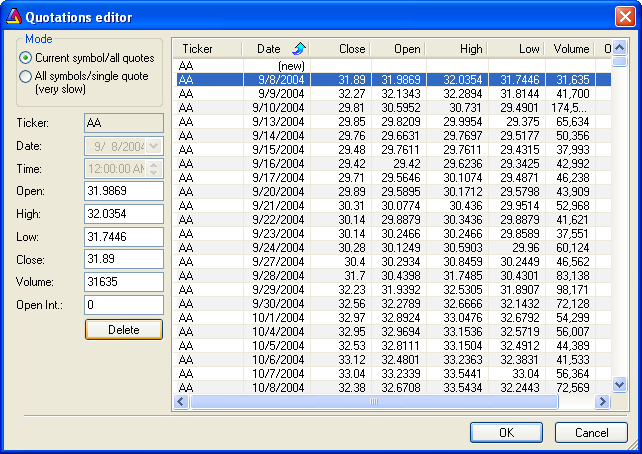 Quotations editor
Mode
Current symbol/all quotes
All symbols/single quote
(very slow)
Ticker: AA
Date: 9/ 8/2004
Time: 12:00:00 AM
Open: 31.9869
High: 32.0354
Low: 31.7446
Close: 31.89
Volume: 31635
Open Int.: 0
Delete
Ticker Date Close Open High Low Volume O
AA (new)
AA 9/8/2004 31.89 31.9869 32.0354 31.7446 31,635
AA 9/9/2004 32.27 32.1343 32.2894 31.8144 41,700
AA 9/10/2004 29.81 30.5952 30.731 29.4901 174,5...
AA 9/13/2004 29.85 29.8209 29.9954 29.375 65,634
AA 9/14/2004 29.76 29.6631 29.7697 29.5177 50,356
AA 9/15/2004 29.48 29.7611 29.7611 29.4315 37,993
AA 9/16/2004 29.42 29.42 29.6236 29.3425 42,992
AA 9/17/2004 29.71 29.5646 30.1074 29.4871 46,238
AA 9/20/2004 29.89 29.5895 30.1712 29.5798 43,909
AA 9/21/2004 30.31 30.0774 30.436 29.9514 52,968
AA 9/22/2004 30.14 29.8879 30.3436 29.8879 41,621
AA 9/23/2004 30.14 30.2466 30.2466 29.8589 37,551
AA 9/24/2004 30.28 30.1249 30.5903 29.96 60,124
AA 9/27/2004 30.4 30.2934 30.8459 30.2449 46,562
AA 9/28/2004 31.7 30.4398 31.7485 30.4301 83,138
AA 9/29/2004 32.23 31.9392 32.5305 31.8907 98,171
AA 9/30/2004 32.56 32.2789 32.6666 32.1432 72,128
AA 10/1/2004 32.97 32.8924 33.0476 32.6792 54,299
AA 10/4/2004 32.95 32.9694 33.1536 32.5719 56,007
AA 10/5/2004 32.53 32.8111 33.1504 32.4912 44,389
AA 10/6/2004 33.12 32.4801 33.2363 32.3831 41,533
AA 10/7/2004 33.04 33.2339 33.5441 33.04 56,364
AA 10/8/2004 32.38 32.6708 33.5434 32.2443 72,569
OK Cancel